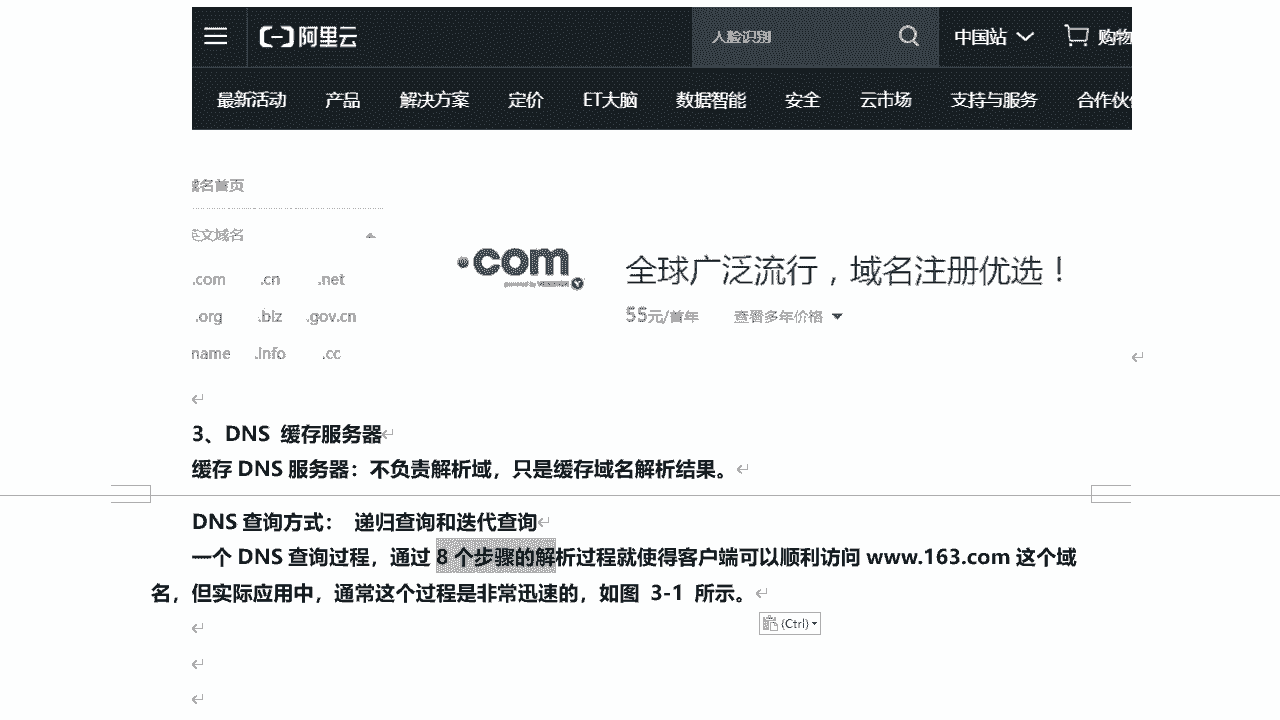 阿里云
人脸识别
中国站
购物
最新活动 产品 解决方案 定价 ET大脑 数据智能 安全 云市场 支持与服务 合作伙
域名首页
英文域名
.com .cn .net
.org .biz .gov.cn
name .info .cc
.com
powered by VERISIGN
全球广泛流行，域名注册优选！
55元/首年 查看多年价格
3、DNS 缓存服务器
缓存 DNS 服务器：不负责解析域，只是缓存域名解析结果。
DNS 查询方式： 递归查询和迭代查询
一个 DNS 查询过程，通过 8 个步骤的解析过程就使得客户端可以顺利访问 www.163.com 这个域
名，但实际应用中，通常这个过程是非常迅速的，如图 3-1 所示。
(Ctrl)